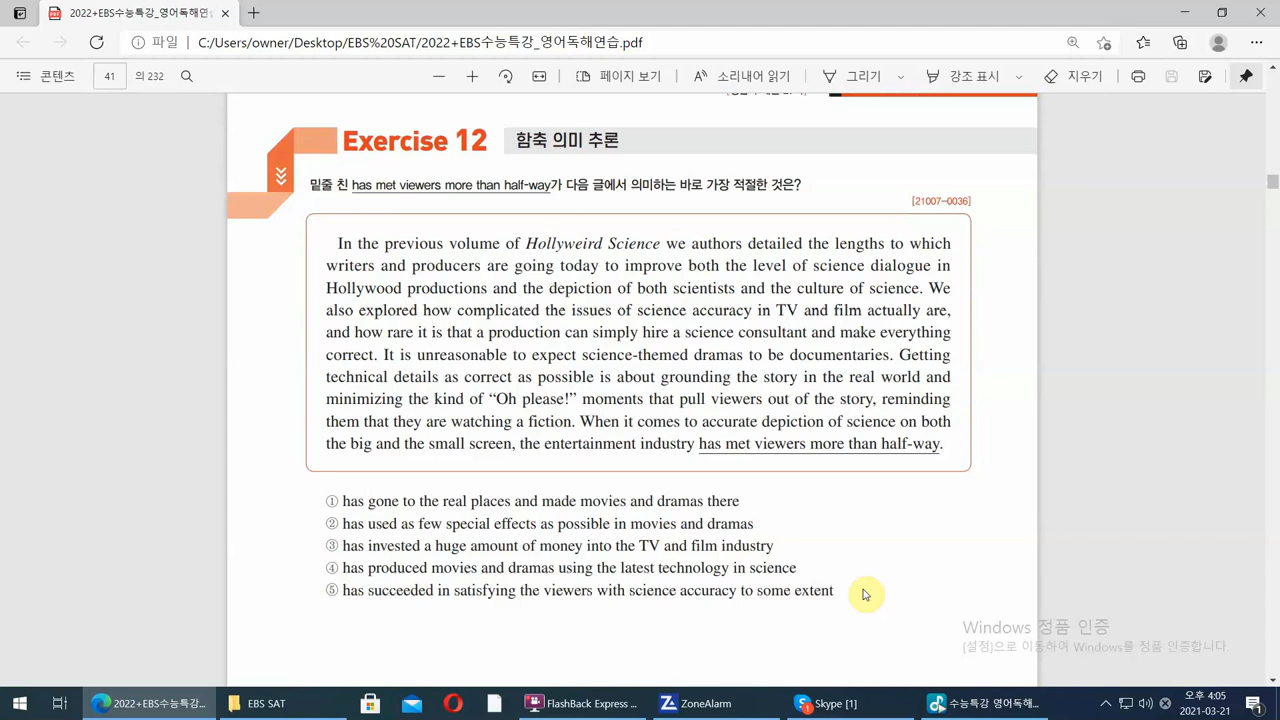 2022+EBS수능특강_영어독해연습
파일 C:/Users/owner/Desktop/EBS%20SAT/2022+EBS수능특강_영어독해연습.pdf
콘텐츠 41 의 232 페이지 보기 소리내어 읽기 그리기 강조 표시 지우기
Exercise 12 함축 의미 추론
밑줄 친 has met viewers more than half-way가 다음 글에서 의미하는 바로 가장 적절한 것은?
[21007-0036]
In the previous volume of Hollyweird Science we authors detailed the lengths to which
writers and producers are going today to improve both the level of science dialogue in
Hollywood productions and the depiction of both scientists and the culture of science. We
also explored how complicated the issues of science accuracy in TV and film actually are,
and how rare it is that a production can simply hire a science consultant and make everything
correct. It is unreasonable to expect science-themed dramas to be documentaries. Getting
technical details as correct as possible is about grounding the story in the real world and
minimizing the kind of “Oh please!” moments that pull viewers out of the story, reminding
them that they are watching a fiction. When it comes to accurate depiction of science on both
the big and the small screen, the entertainment industry has met viewers more than half-way.
① has gone to the real places and made movies and dramas there
② has used as few special effects as possible in movies and dramas
③ has invested a huge amount of money into the TV and film industry
④ has produced movies and dramas using the latest technology in science
⑤ has succeeded in satisfying the viewers with science accuracy to some extent
Windows 정품 인증
[설정]으로 이동하여 Windows를 정품 인증합니다.
2022+EBS수능특강... EBS SAT FlashBack Express ... ZoneAlarm Skype [1] 수능특강 영어독해... 오후 4:05
2021-03-21